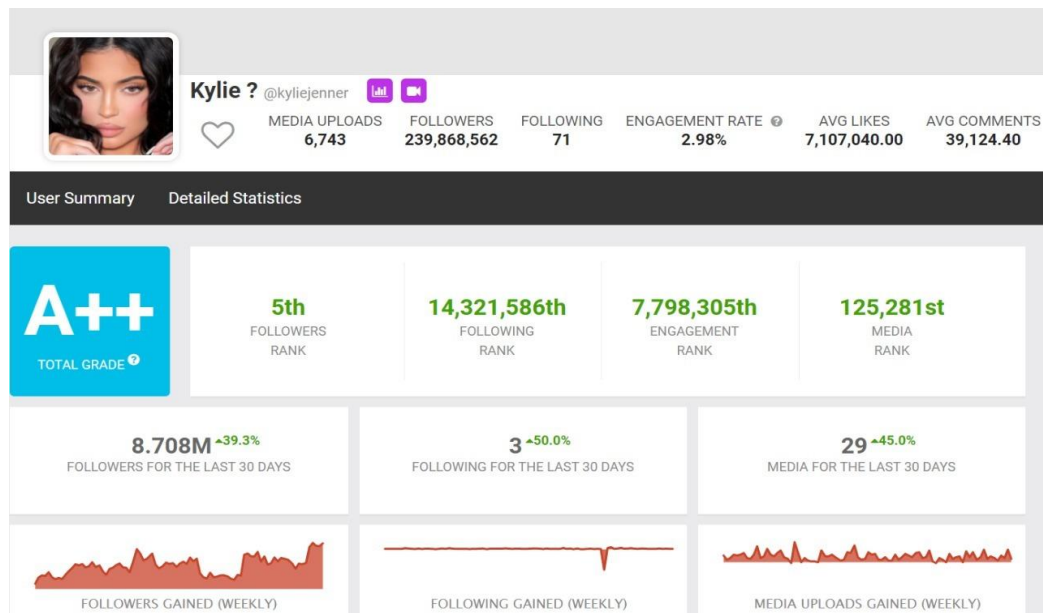 Kylie ? @kyliejenner
MEDIA UPLOADS FOLLOWERS FOLLOWING ENGAGEMENT RATE AVG LIKES AVG COMMENTS
6,743 239,868,562 71 2.98% 7,107,040.00 39,124.40
User Summary Detailed Statistics
A++
TOTAL GRADE ?
5th 14,321,586th 7,798,305th 125,281st
FOLLOWERS FOLLOWING ENGAGEMENT MEDIA
RANK RANK RANK RANK
8.708M 39.3% 3 50.0% 29 45.0%
FOLLOWERS FOR THE LAST 30 DAYS FOLLOWING FOR THE LAST 30 DAYS MEDIA FOR THE LAST 30 DAYS
FOLLOWERS GAINED (WEEKLY) FOLLOWING GAINED (WEEKLY) MEDIA UPLOADS GAINED (WEEKLY)